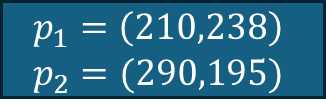 p₁ = (210,238)
p₂ = (290,195)